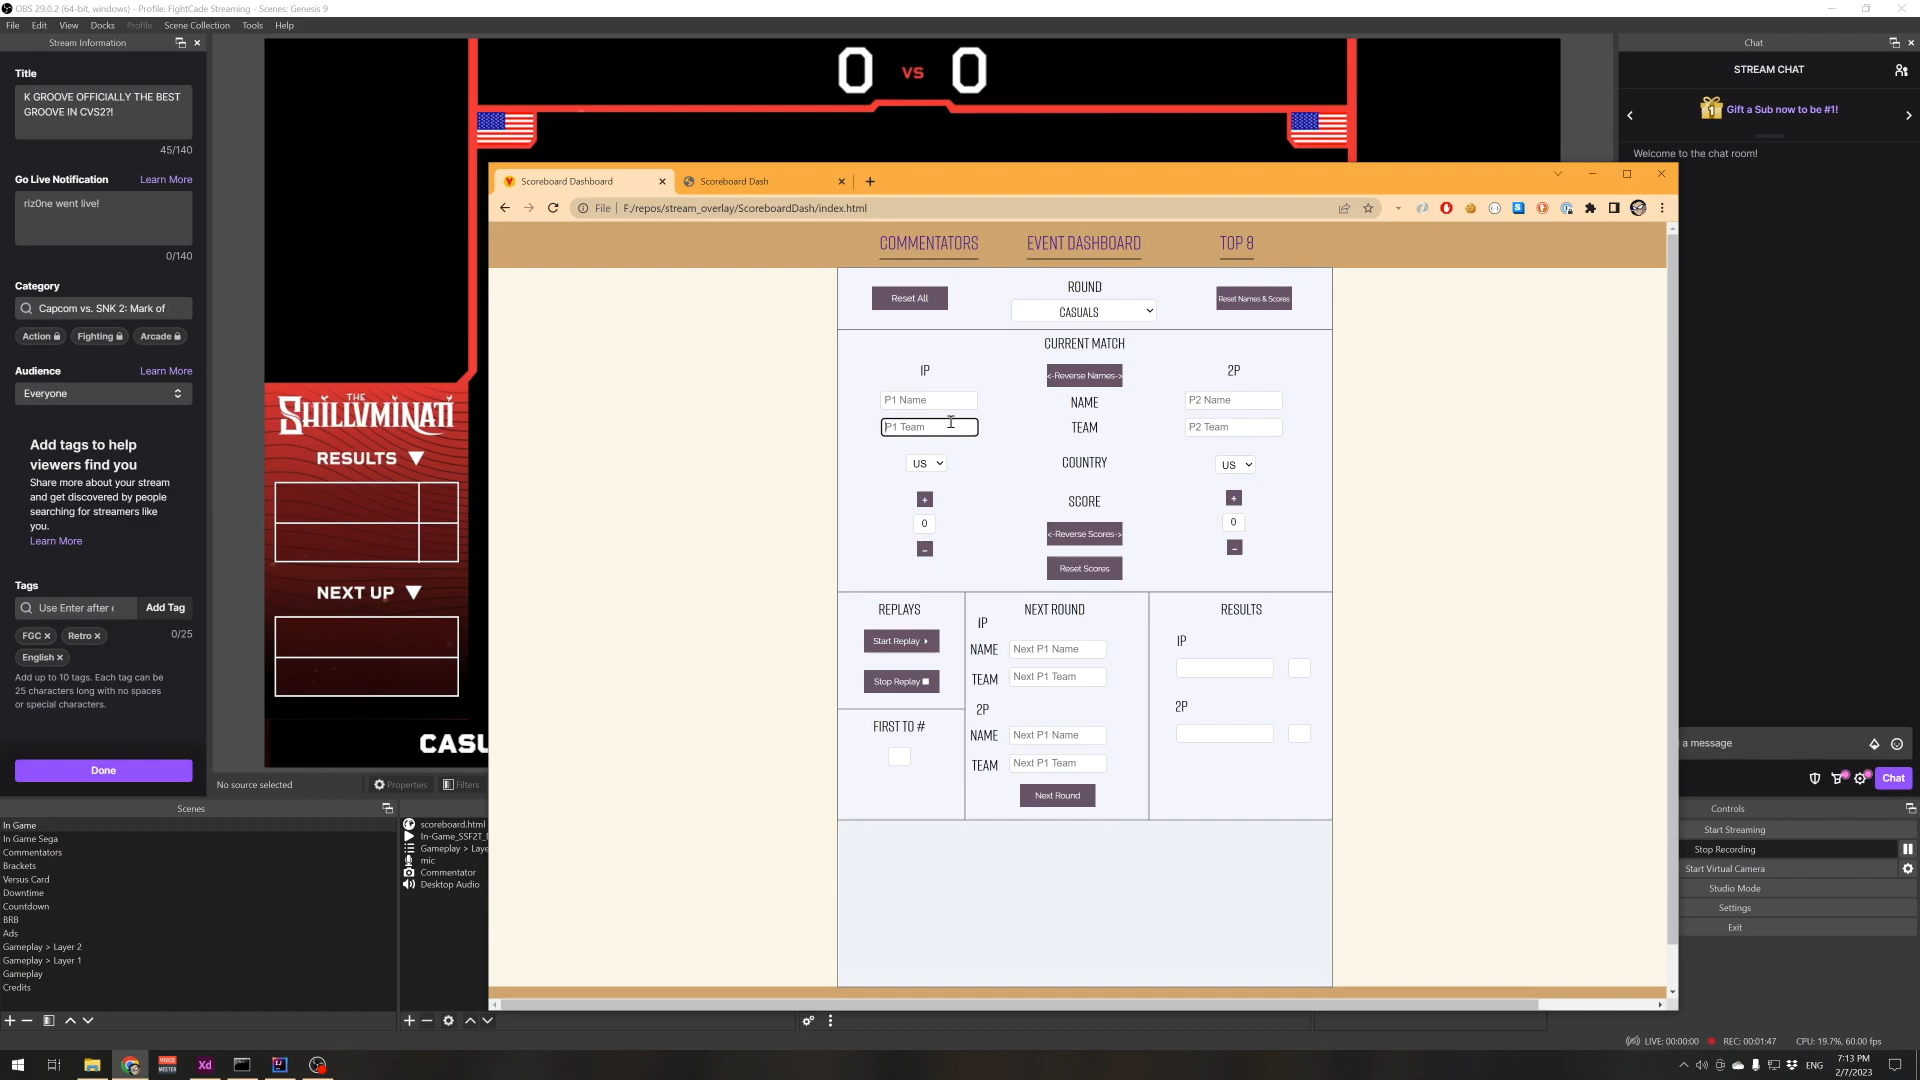 OBS 29.0.2 (64-bit, windows) - Profile: FightCade Streaming - Scenes: Genesis 9
File Edit View Docks Profile Scene Collection Tools Help
Stream Information
Title
K GROOVE OFFICIALLY THE BEST
GROOVE IN CVS2?!
45/140
Go Live Notification Learn More
riz0ne went live!
0/140
Category
Capcom vs. SNK 2: Mark of
Action Fighting Arcade
Audience Learn More
Everyone
Add tags to help
viewers find you
Share more about your stream
and get discovered by people
searching for streamers like
you.
Learn More
Tags
Use Enter after Add Tag
FGC × Retro × 0/25
English ×
Add up to 10 tags. Each tag can be
25 characters long with no spaces
or special characters.
Done
0 VS 0
THE
SHILLVMINATI
RESULTS ▼
NEXT UP ▼
CASU
Scoreboard Dashboard
Scoreboard Dash
File F:/repos/stream_overlay/ScoreboardDash/index.html
COMMENTATORS EVENT DASHBOARD TOP 8
Reset All
ROUND
CASUALS
Reset Names & Scores
CURRENT MATCH
1P <-Reverse Names-> 2P
P1 Name NAME P2 Name
P1 Team TEAM P2 Team
US COUNTRY US
+ SCORE +
0 <-Reverse Scores-> 0
- Reset Scores -
REPLAYS
Start Replay
Stop Replay
FIRST TO #
NEXT ROUND
1P
NAME Next P1 Name
TEAM Next P1 Team
2P
NAME Next P1 Name
TEAM Next P1 Team
Next Round
RESULTS
1P
2P
Chat
STREAM CHAT
1 Gift a Sub now to be #1!
Welcome to the chat room!
a message
Chat
No source selected Properties Filters
Scenes
In Game
In Game Sega
Commentators
Brackets
Versus Card
Downtime
Countdown
BRB
Ads
Gameplay > Layer 2
Gameplay > Layer 1
Gameplay
Credits
scoreboard.html
In-Game_SSF2T_
Gameplay > Laye
mic
Commentator
Desktop Audio
Controls
Start Streaming
Stop Recording
Start Virtual Camera
Studio Mode
Settings
Exit
LIVE: 00:00:00 REC: 00:01:47 CPU: 19.7%, 60.00 fps
Xd
VOICE
MEETER
ENG
7:13 PM
2/7/2023